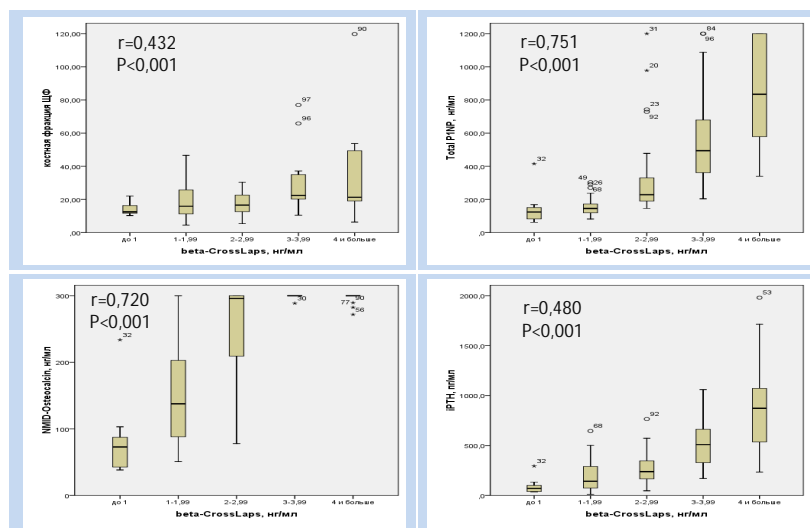 r=0,432
P<0,001
120,00
100,00
80,00
60,00
40,00
20,00
,00
костная фракция ЩФ
90
97
96
до 1
1-1,99
2-2,99
3-3,99
4 и больше
beta-CrossLaps, нг/мл
r=0,751
P<0,001
1200,0
1000,0
800,0
600,0
400,0
200,0
,0
Total P1NP, нг/мл
31
84
96
20
23
92
32
49
26
68
до 1
1-1,99
2-2,99
3-3,99
4 и больше
beta-CrossLaps, нг/мл
r=0,720
P<0,001
300
200
100
0
NMID-Osteocalcin, нг/мл
32
30
90
77
56
до 1
1-1,99
2-2,99
3-3,99
4 и больше
beta-CrossLaps, нг/мл
r=0,480
P<0,001
2000,0
1500,0
1000,0
500,0
,0
iPTH, пг/мл
53
68
92
32
до 1
1-1,99
2-2,99
3-3,99
4 и больше
beta-CrossLaps, нг/мл